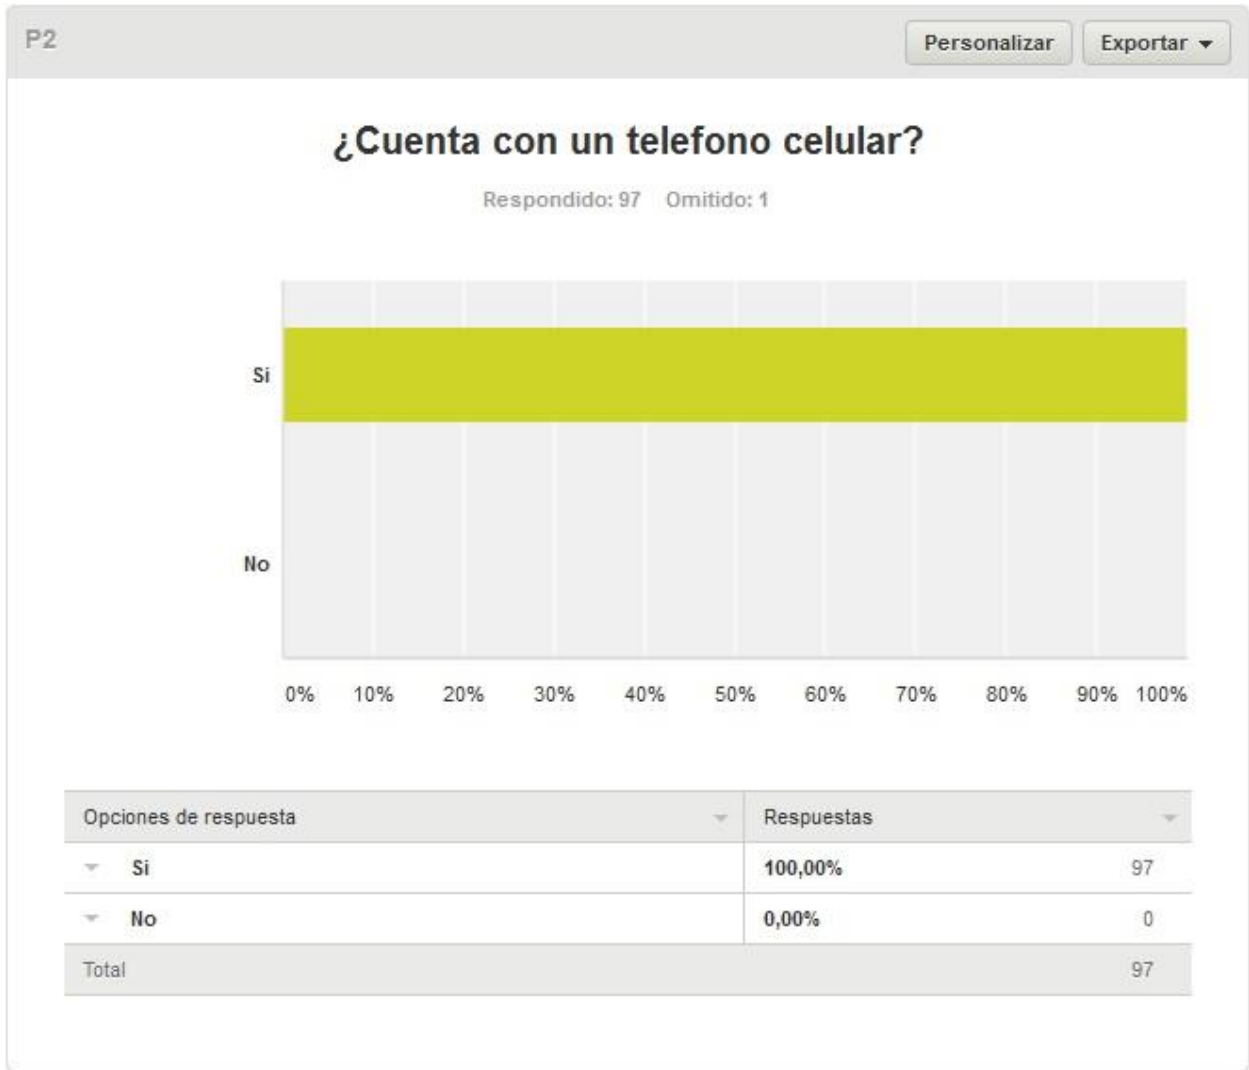 P2 Personalizar Exportar
¿Cuenta con un telefono celular?
Respondido: 97 Omitido: 1
Si
No
0% 10% 20% 30% 40% 50% 60% 70% 80% 90% 100%
Opciones de respuesta Respuestas
Si 100,00% 97
No 0,00% 0
Total 97